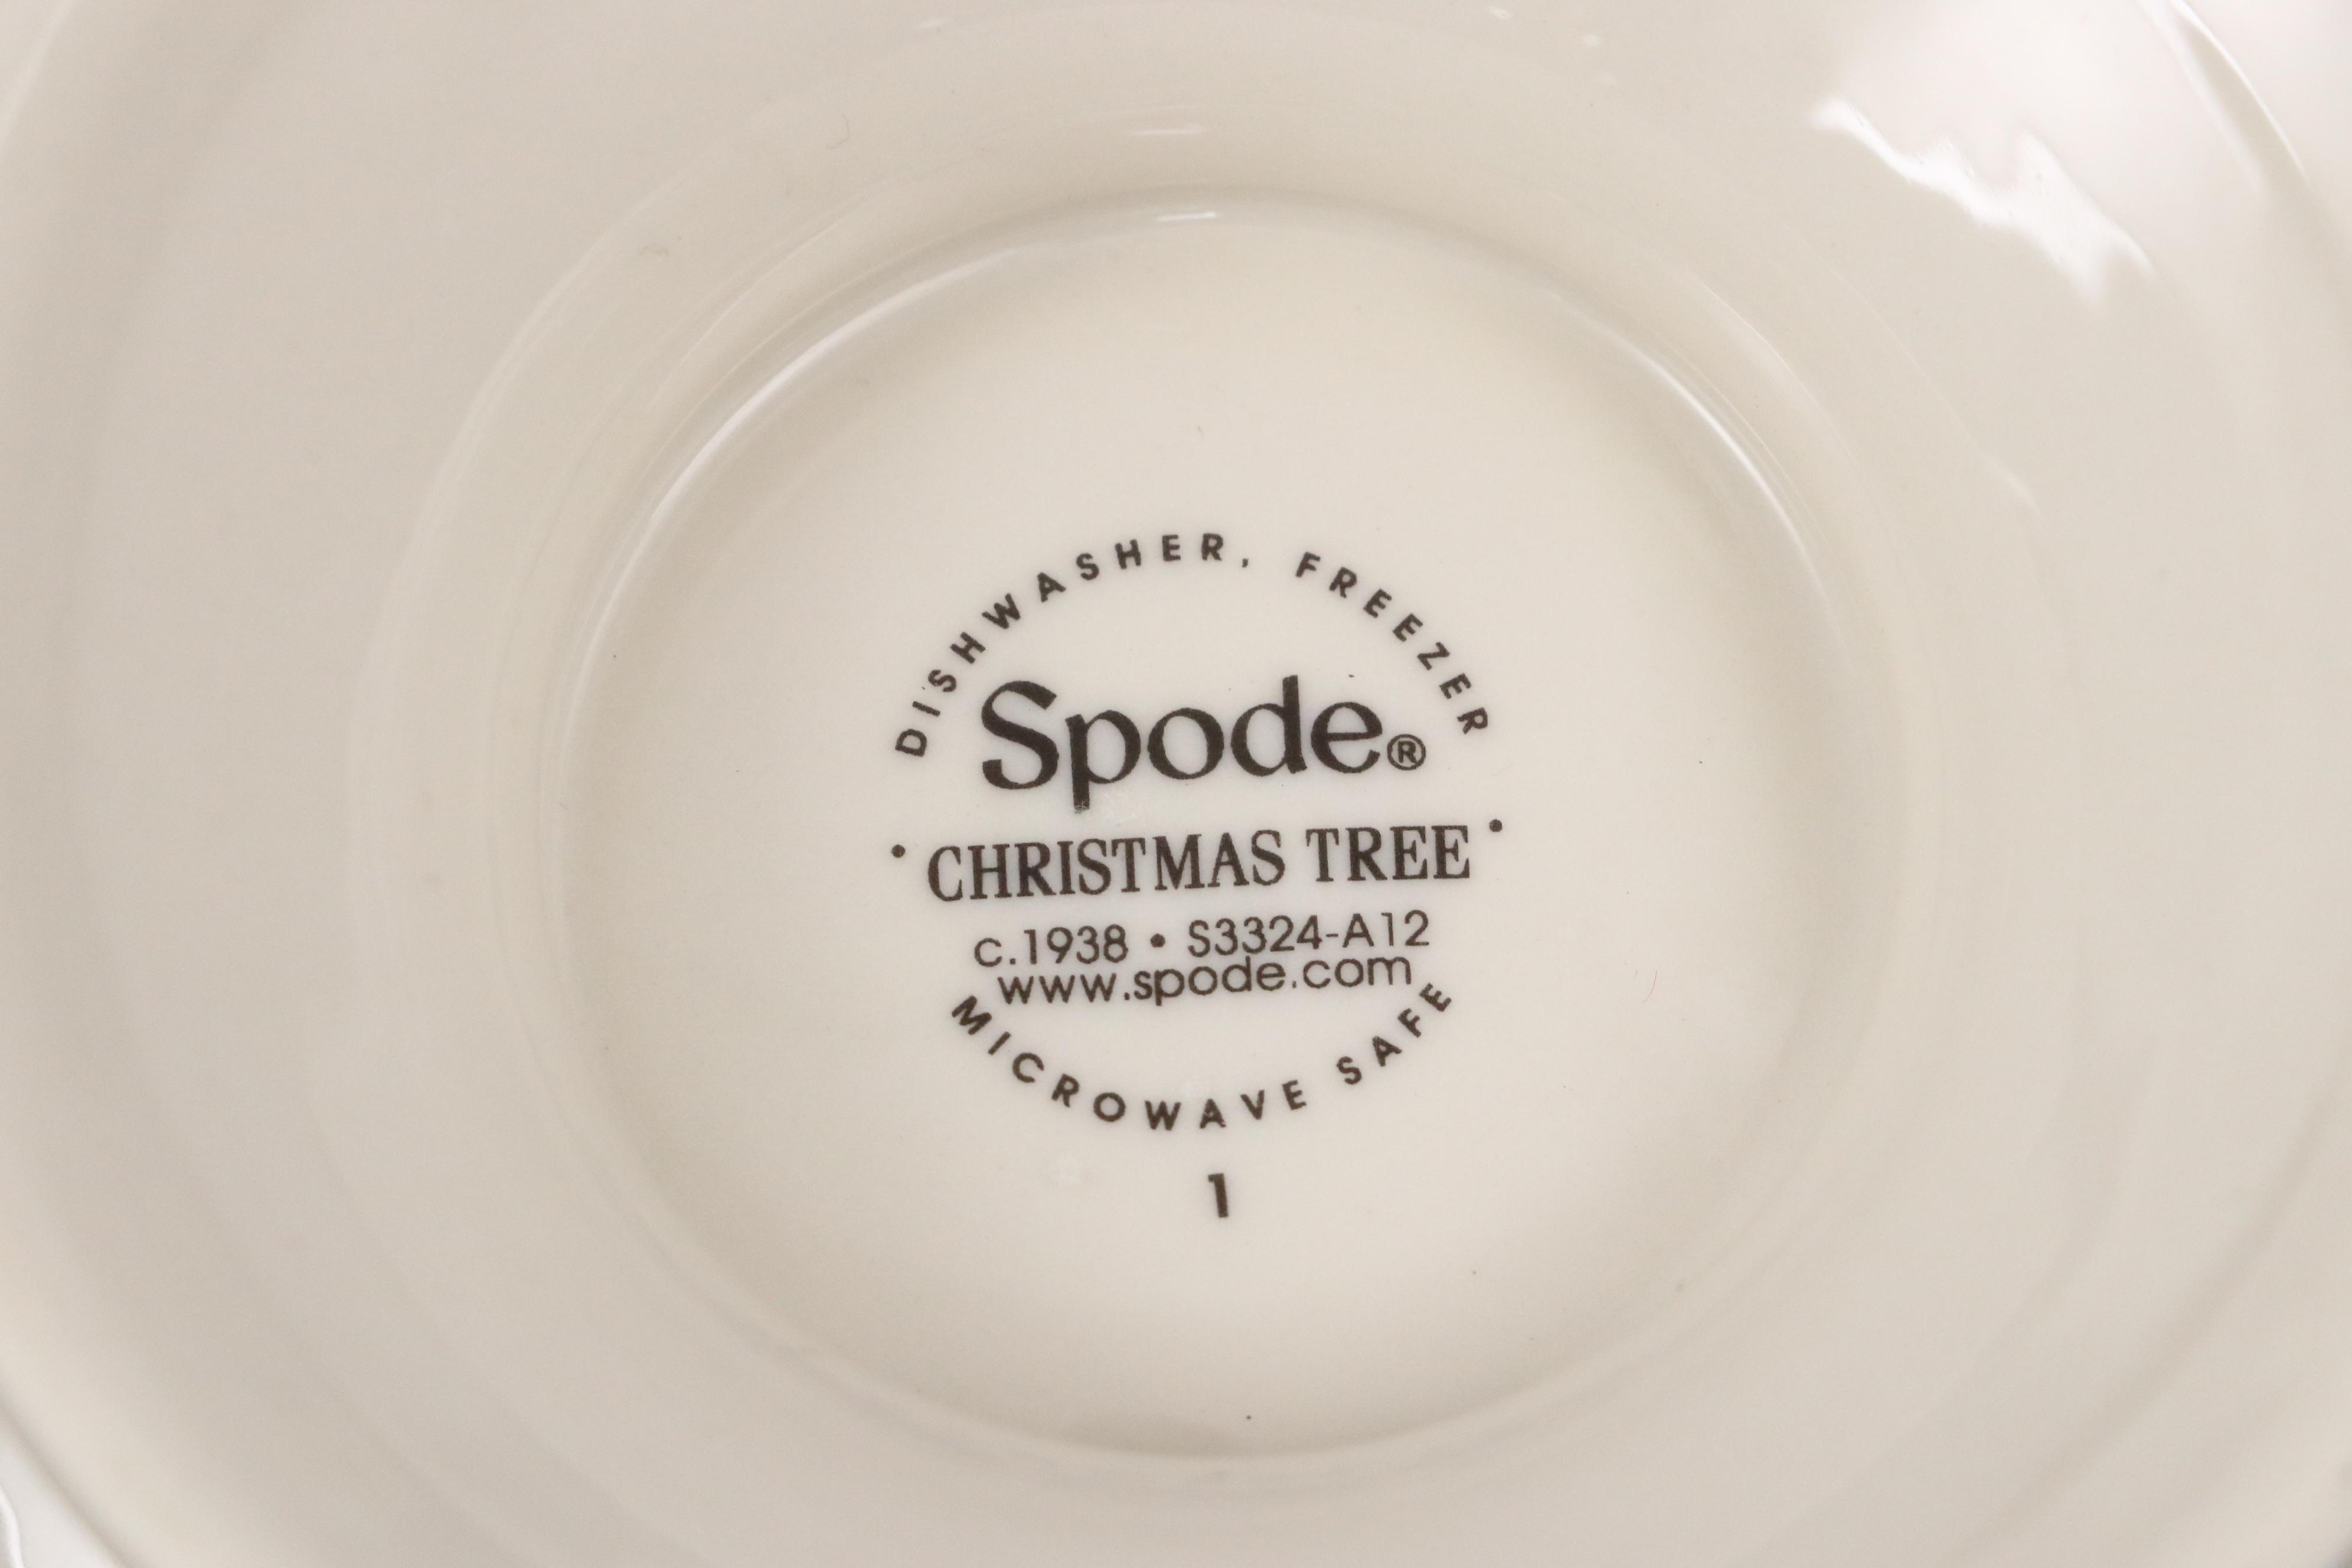 DISHWASHER, FREEZER
Spode®
• CHRISTMAS TREE •
c.1938 • S3324-A12
www.spode.com
MICROWAVE SAFE
1